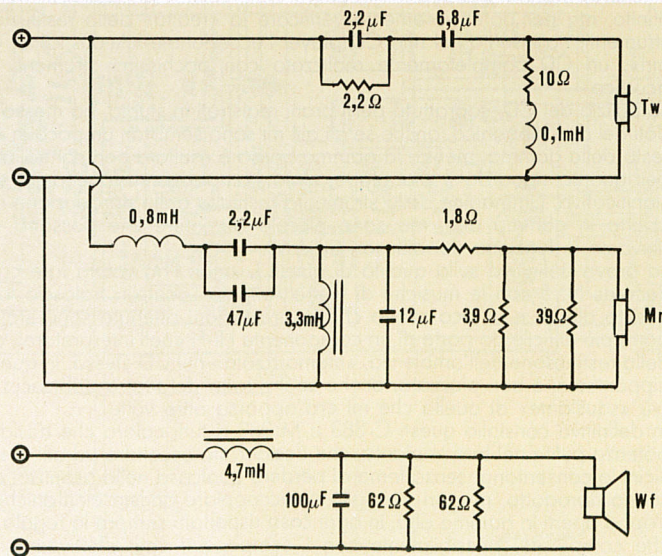 2,2µF 6,8µF
+
2,2Ω
10Ω
Tw
0,1mH
−
0,8mH 2,2µF 1,8Ω
47µF
3,3mH 12µF 3,9Ω 39Ω Mr
+
4,7mH
100µF 62Ω 62Ω Wf
−